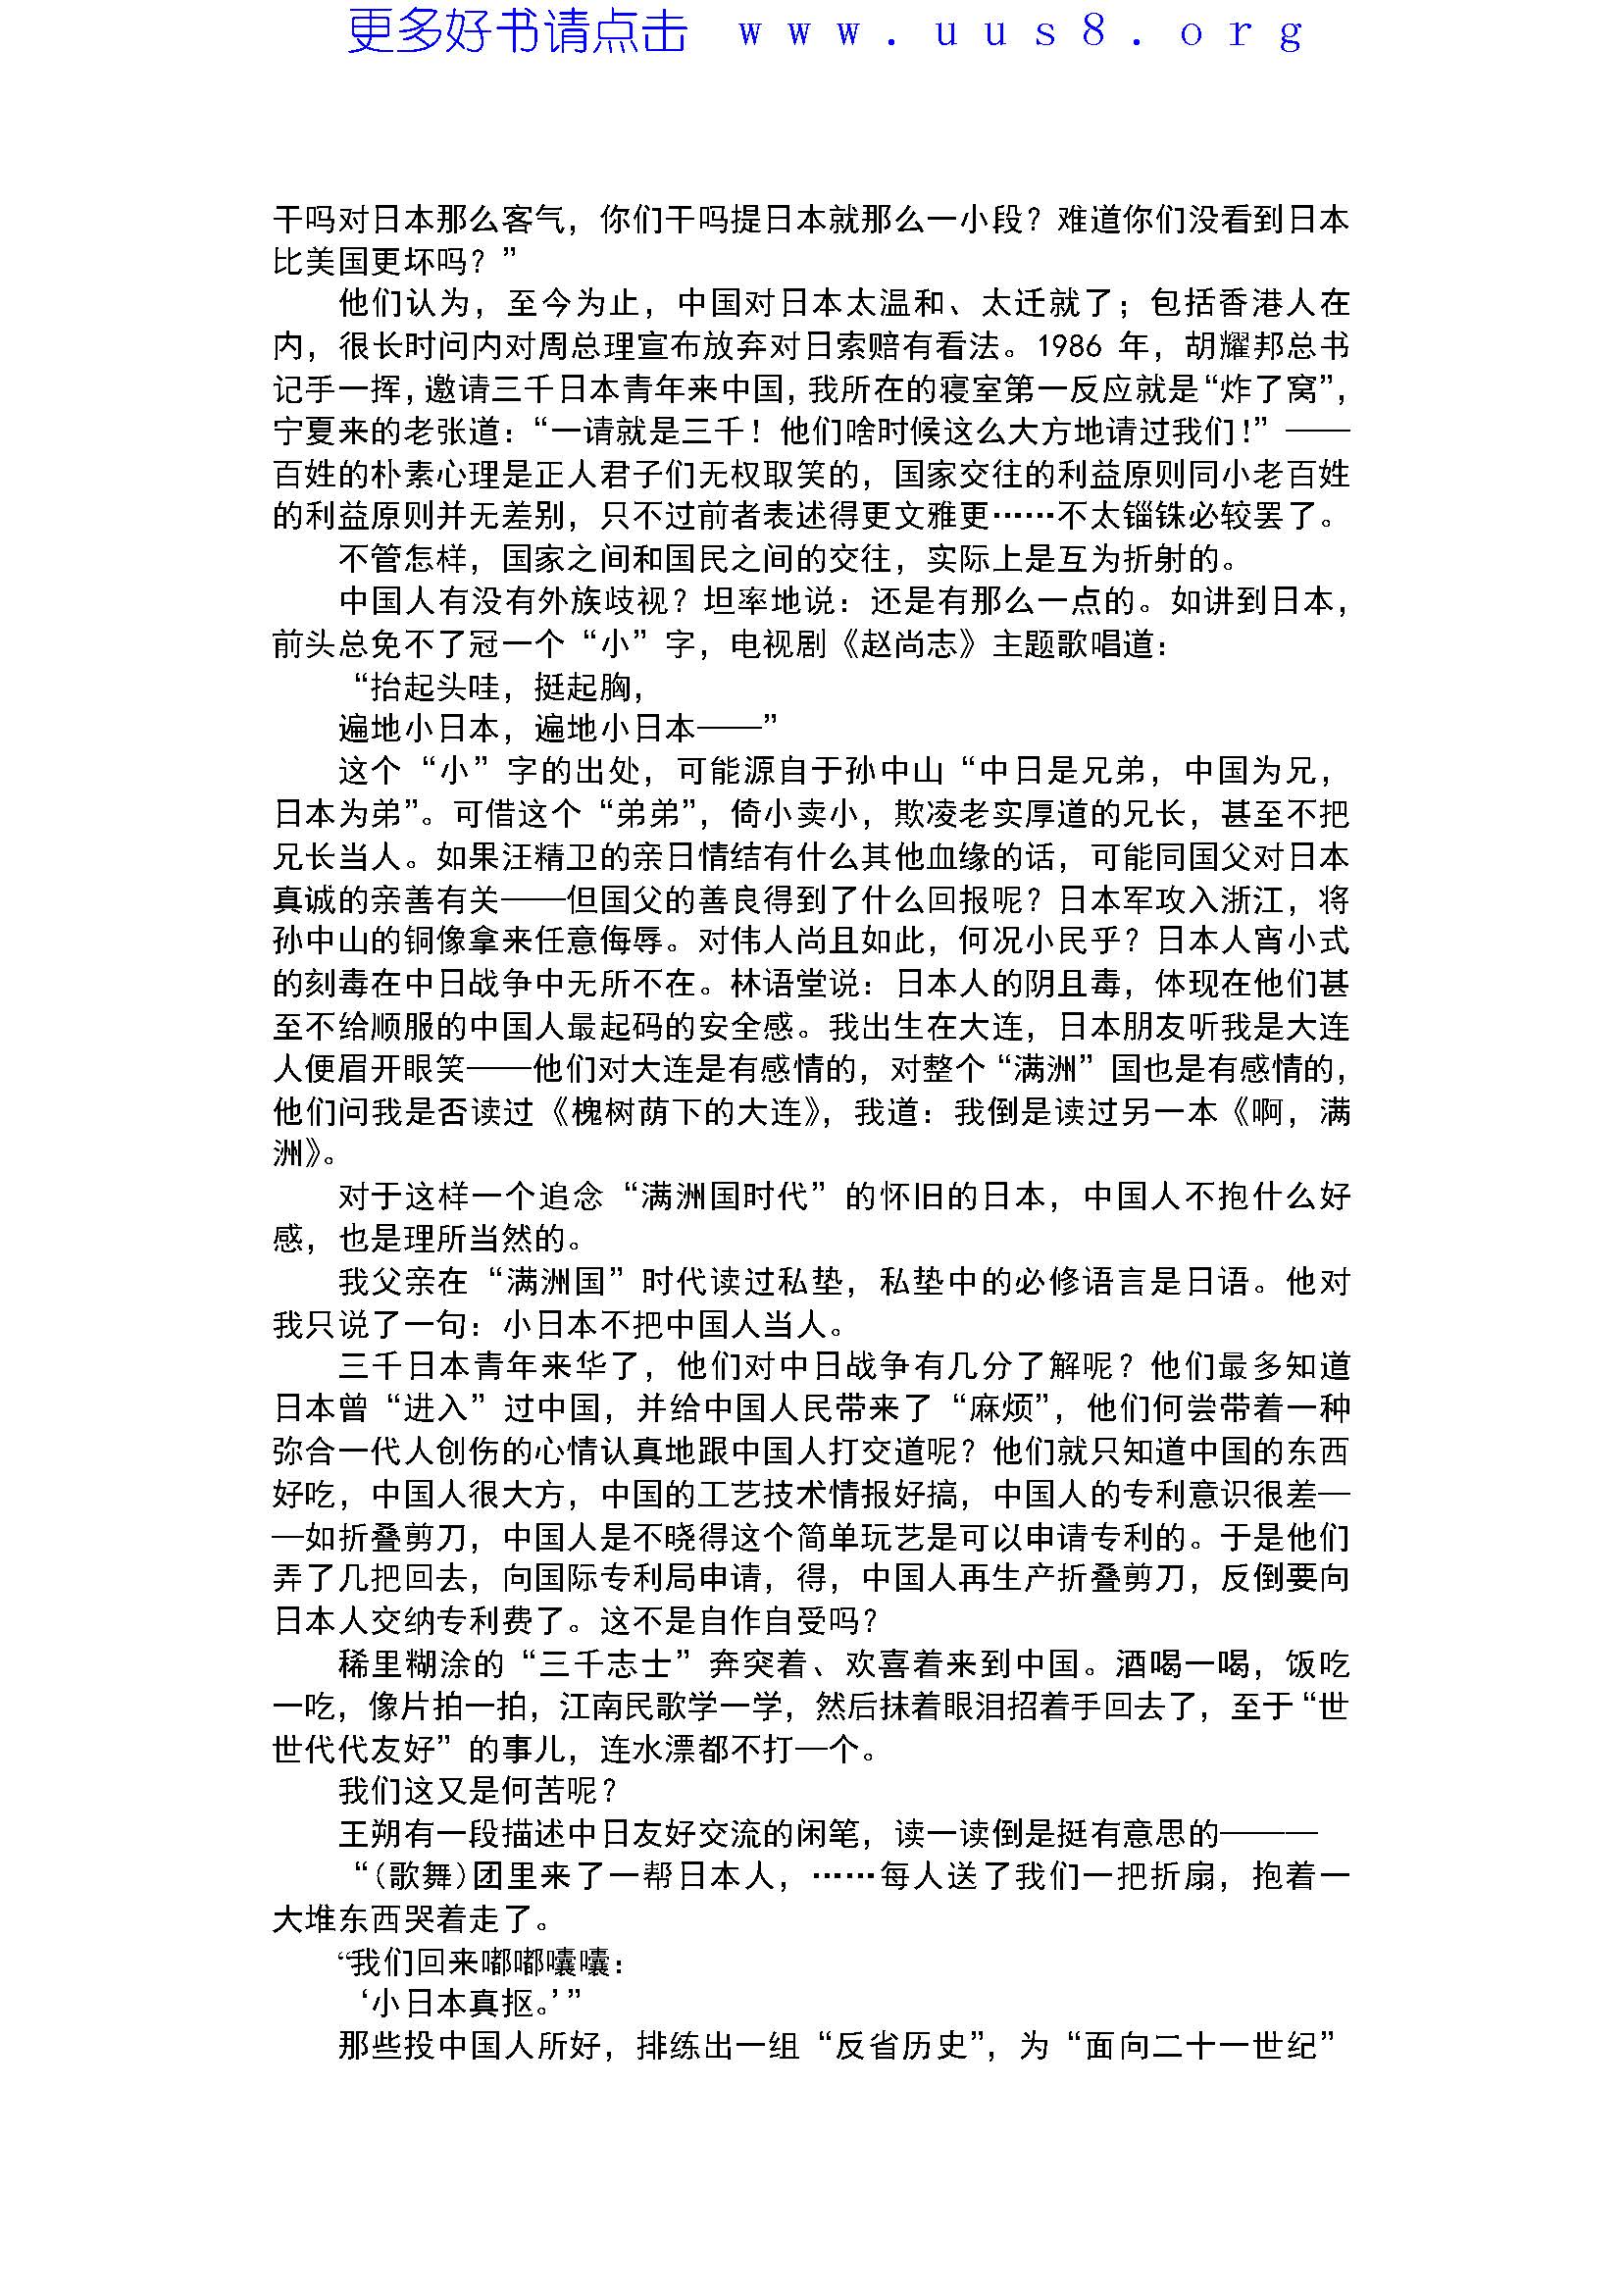 更多好书请点击 www.uus8.org
干吗对日本那么客气，你们干吗提日本就那么一小段？难道你们没看到日本
比美国更坏吗？”
他们认为，至今为止，中国对日本太温和、太迁就了；包括香港人在
内，很长时问内对周总理宣布放弃对日索赔有看法。1986 年，胡耀邦总书
记手一挥，邀请三千日本青年来中国，我所在的寝室第一反应就是“炸了窝”，
宁夏来的老张道：“一请就是三千！他们啥时候这么大方地请过我们！”——
百姓的朴素心理是正人君子们无权取笑的，国家交往的利益原则同小老百姓
的利益原则并无差别，只不过前者表述得更文雅更……不太锱铢必较罢了。
不管怎样，国家之间和国民之间的交往，实际上是互为折射的。
中国人有没有外族歧视？坦率地说：还是有那么一点的。如讲到日本，
前头总免不了冠一个“小”字，电视剧《赵尚志》主题歌唱道：
“抬起头哇，挺起胸，
遍地小日本，遍地小日本——”
这个“小”字的出处，可能源自于孙中山“中日是兄弟，中国为兄，
日本为弟”。可借这个“弟弟”，倚小卖小，欺凌老实厚道的兄长，甚至不把
兄长当人。如果汪精卫的亲日情结有什么其他血缘的话，可能同国父对日本
真诚的亲善有关——但国父的善良得到了什么回报呢？日本军攻入浙江，将
孙中山的铜像拿来任意侮辱。对伟人尚且如此，何况小民乎？日本人宵小式
的刻毒在中日战争中无所不在。林语堂说：日本人的阴且毒，体现在他们甚
至不给顺服的中国人最起码的安全感。我出生在大连，日本朋友听我是大连
人便眉开眼笑——他们对大连是有感情的，对整个“满洲”国也是有感情的，
他们问我是否读过《槐树荫下的大连》，我道：我倒是读过另一本《啊，满
洲》。
对于这样一个追念“满洲国时代”的怀旧的日本，中国人不抱什么好
感，也是理所当然的。
我父亲在“满洲国”时代读过私垫，私垫中的必修语言是日语。他对
我只说了一句：小日本不把中国人当人。
三千日本青年来华了，他们对中日战争有几分了解呢？他们最多知道
日本曾“进入”过中国，并给中国人民带来了“麻烦”，他们何尝带着一种
弥合一代人创伤的心情认真地跟中国人打交道呢？他们就只知道中国的东西
好吃，中国人很大方，中国的工艺技术情报好搞，中国人的专利意识很差—
—如折叠剪刀，中国人是不晓得这个简单玩艺是可以申请专利的。于是他们
弄了几把回去，向国际专利局申请，得，中国人再生产折叠剪刀，反倒要向
日本人交纳专利费了。这不是自作自受吗？
稀里糊涂的“三千志士”奔突着、欢喜着来到中国。酒喝一喝，饭吃
一吃，像片拍一拍，江南民歌学一学，然后抹着眼泪招着手回去了，至于“世
世代代友好”的事儿，连水漂都不打—个。
我们这又是何苦呢？
王朔有一段描述中日友好交流的闲笔，读一读倒是挺有意思的———
“(歌舞)团里来了一帮日本人，……每人送了我们一把折扇，抱着一
大堆东西哭着走了。
“我们回来嘟嘟囔囔：
‘小日本真抠。’”
那些投中国人所好，排练出一组“反省历史”，为“面向二十一世纪”